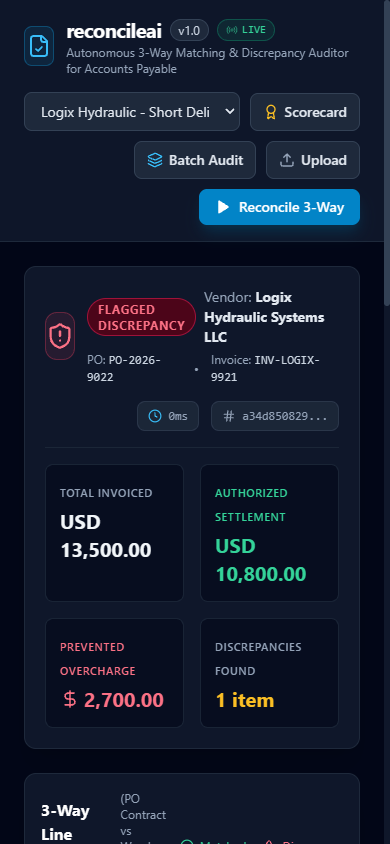 reconcileai v1.0 LIVE
Autonomous 3-Way Matching & Discrepancy Auditor
for Accounts Payable
Logix Hydraulic - Short Deli
Scorecard
Batch Audit
Upload
Reconcile 3-Way
FLAGGED
DISCREPANCY
Vendor: Logix
Hydraulic Systems
LLC
PO: PO-2026-
9022
•
Invoice: INV-LOGIX-
9921
0ms
# a34d850829...
TOTAL INVOICED
USD
13,500.00
AUTHORIZED
SETTLEMENT
USD
10,800.00
PREVENTED
OVERCHARGE
$ 2,700.00
DISCREPANCIES
FOUND
1 item
3-Way
Line
(PO
Contract
vs